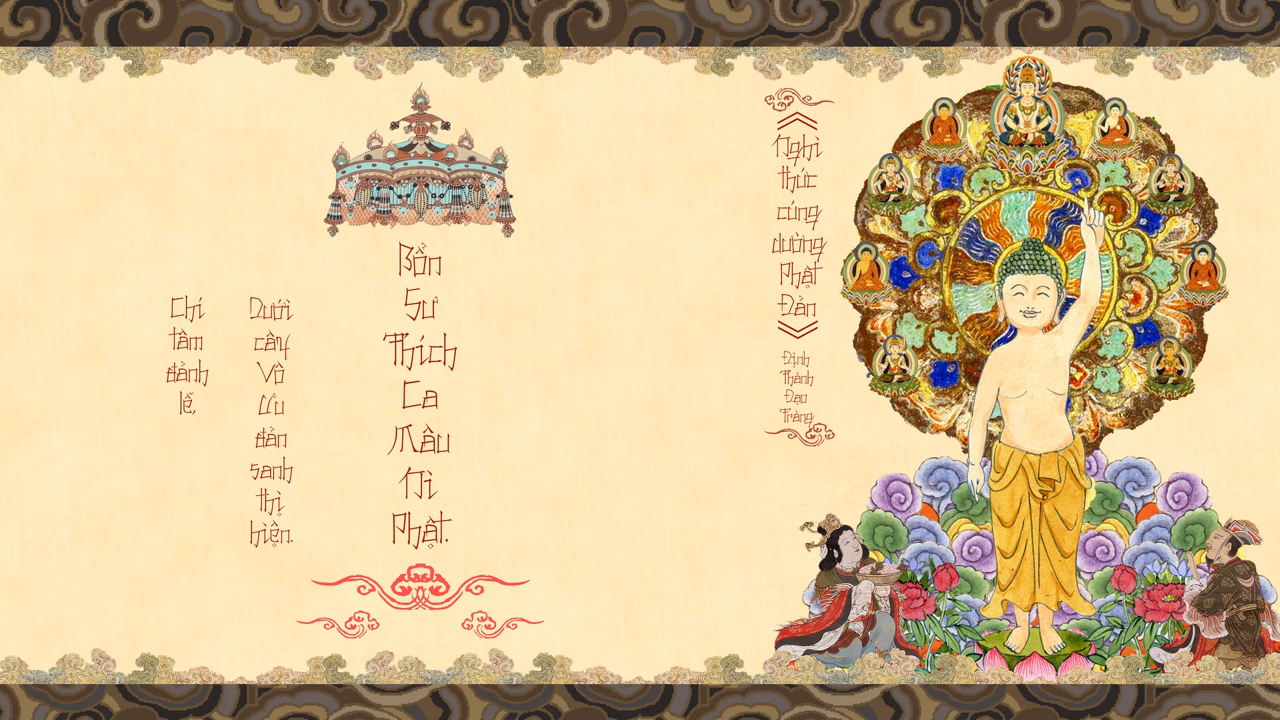 Chí tâm đảnh lễ,
Dưới cây Vô Ưu đản sanh thị hiện.
Bổn Sư Thích Ca Mâu Ni Phật.
《Nghi thức cúng dường Phật Đản》
Định Thành Đạo Tràng